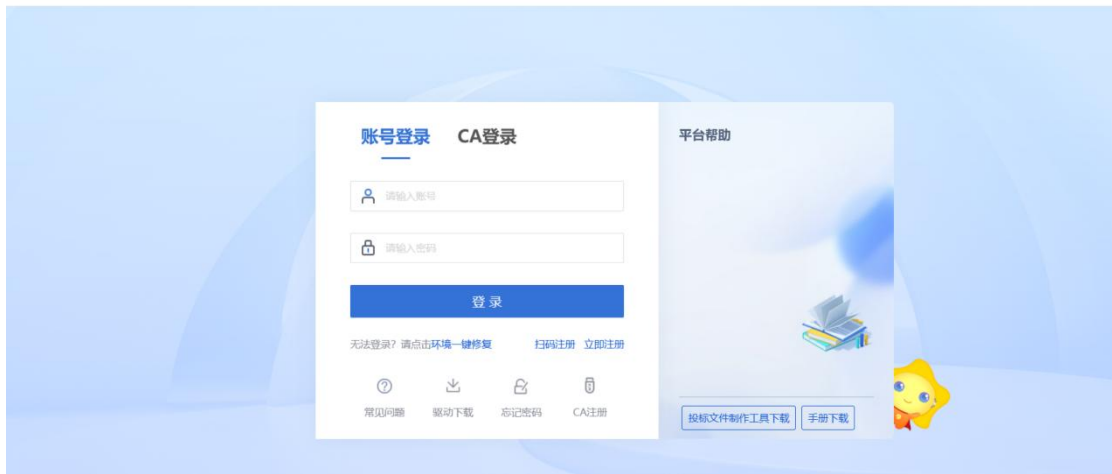 账号登录 CA登录
请输入账号
请输入密码
登录
无法登录？请点击环境一键修复 扫码注册 立即注册
常见问题 驱动下载 忘记密码 CA注册
平台帮助
投标文件制作工具下载 手册下载